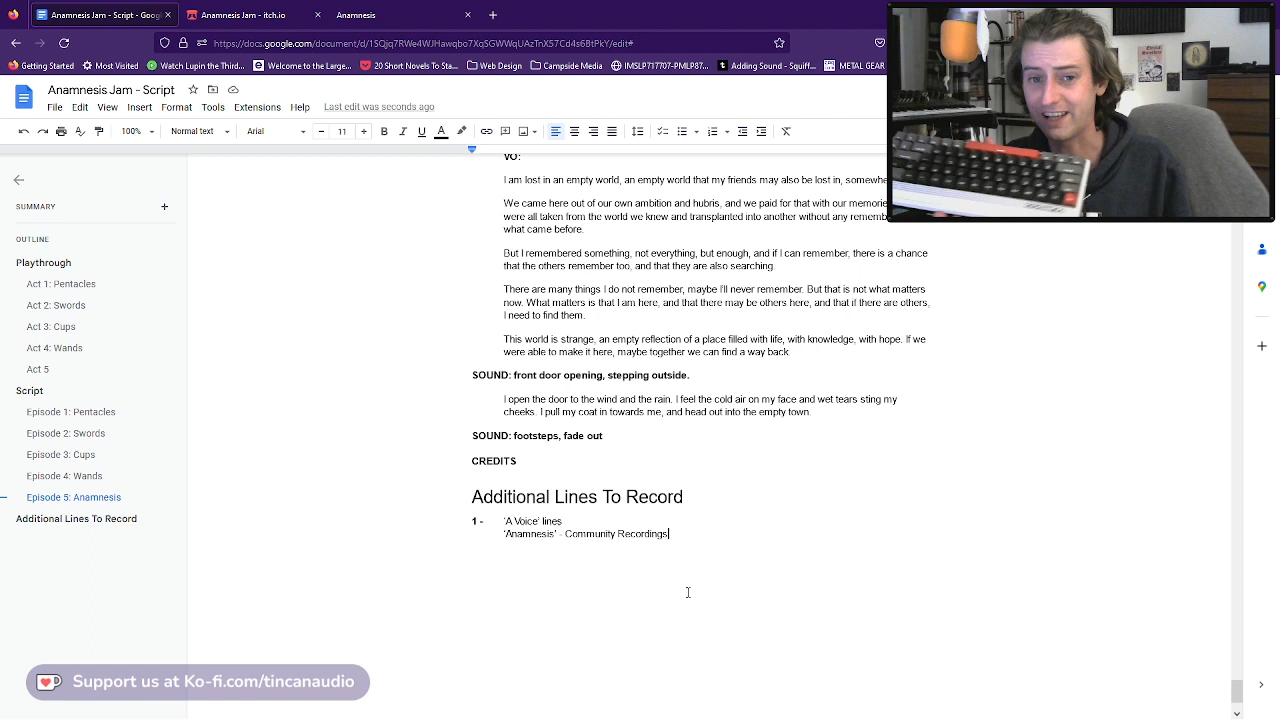 Anamnesis Jam - Script - Goog
Anamnesis Jam - itch.io
Anamnesis
https://docs.google.com/document/d/1SQjq7RWe4WJHawqbo7XqSGWWqUAzTnX57Cd4s6BtPkY/edit#
Getting Started
Most Visited
Watch Lupin the Third...
Welcome to the Large...
20 Short Novels To Sta...
Web Design
Campside Media
IMSLP717707-PMLP87...
Adding Sound - Squiff...
METAL GEAR
Anamnesis Jam - Script
File Edit View Insert Format Tools Extensions Help Last edit was seconds ago
100% Normal text Arial 11
SUMMARY
OUTLINE
Playthrough
Act 1: Pentacles
Act 2: Swords
Act 3: Cups
Act 4: Wands
Act 5
Script
Episode 1: Pentacles
Episode 2: Swords
Episode 3: Cups
Episode 4: Wands
Episode 5: Anamnesis
Additional Lines To Record
VO:
I am lost in an empty world, an empty world that my friends may also be lost in, somewhe
We came here out of our own ambition and hubris, and we paid for that with our memorie
were all taken from the world we knew and transplanted into another without any rememb
what came before.
But I remembered something, not everything, but enough, and if I can remember, there is a chance
that the others remember too, and that they are also searching.
There are many things I do not remember, maybe I'll never remember. But that is not what matters
now. What matters is that I am here, and that there may be others here, and that if there are others,
I need to find them.
This world is strange, an empty reflection of a place filled with life, with knowledge, with hope. If we
were able to make it here, maybe together we can find a way back.
SOUND: front door opening, stepping outside.
I open the door to the wind and the rain. I feel the cold air on my face and wet tears sting my
cheeks. I pull my coat in towards me, and head out into the empty town.
SOUND: footsteps, fade out
CREDITS
Additional Lines To Record
1 - 'A Voice' lines
'Anamnesis' - Community Recordings
Support us at Ko-fi.com/tincanaudio